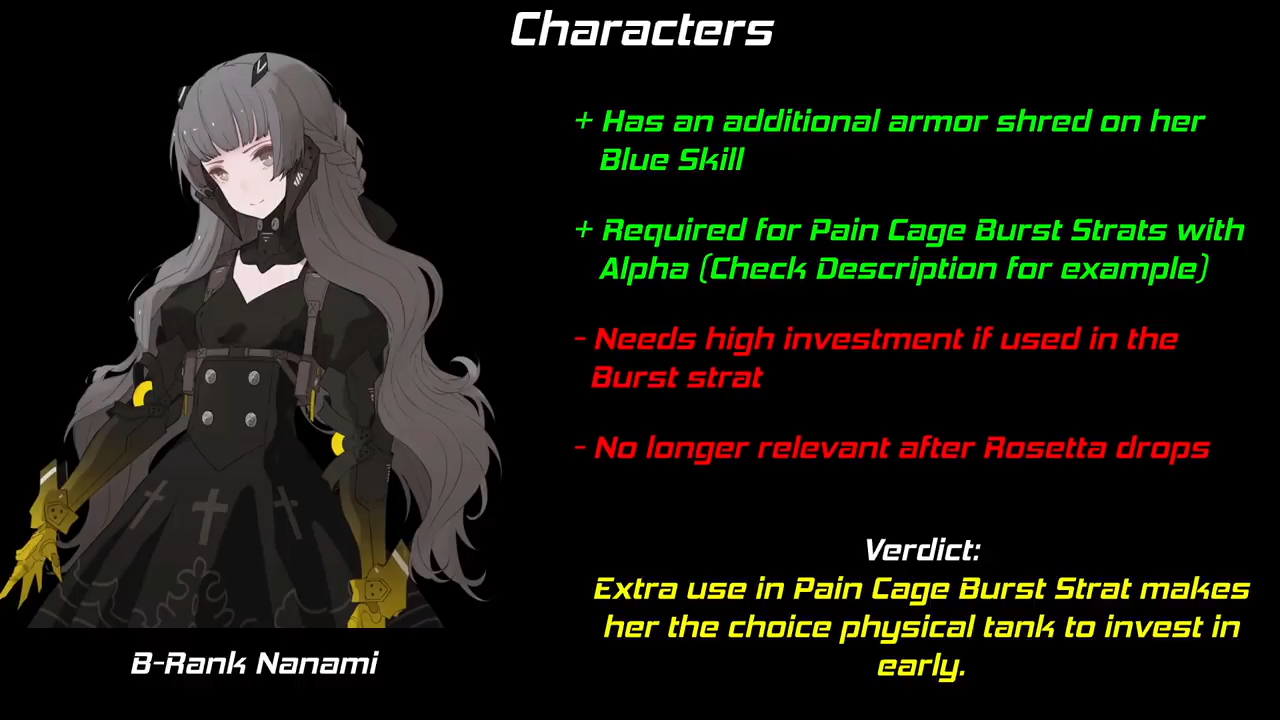 Characters
+ Has an additional armor shred on her
Blue Skill
+ Required for Pain Cage Burst Strats with
Alpha (Check Description for example)
- Needs high investment if used in the
Burst strat
- No longer relevant after Rosetta drops
Verdict:
Extra use in Pain Cage Burst Strat makes
her the choice physical tank to invest in
early.
B-Rank Nanami